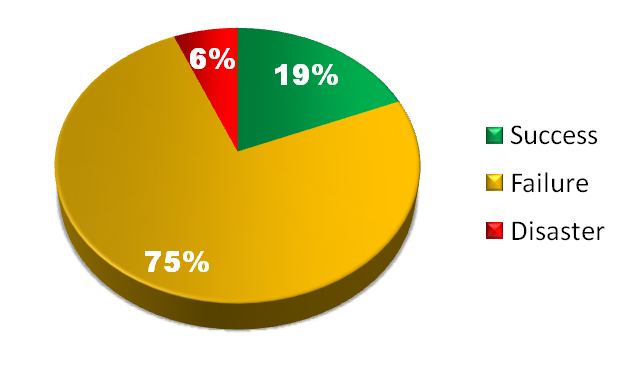 6%
19%
75%
Success
Failure
Disaster